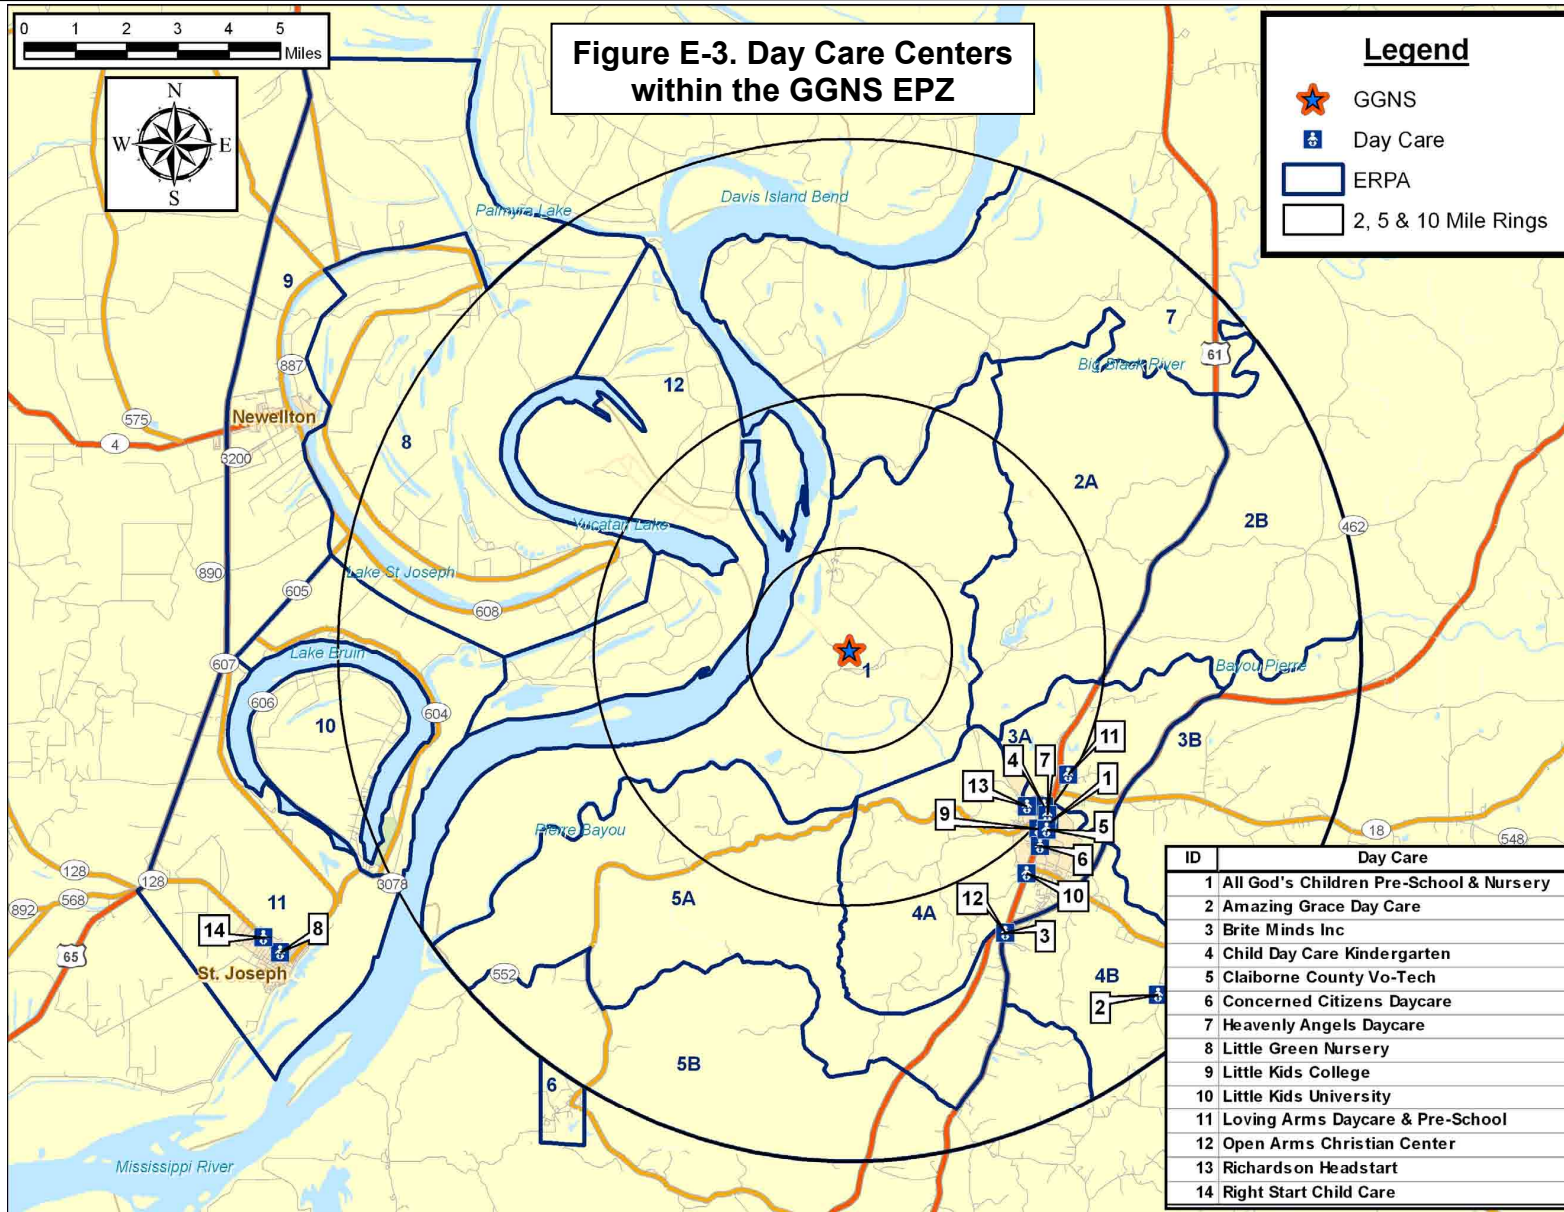 0 1 2 3 4 5
Miles
N
W E
S
Figure E-3. Day Care Centers
within the GGNS EPZ
Legend
GGNS
Day Care
ERPA
2, 5 & 10 Mile Rings
Davis Island Bend
Palmyra Lake
9
7
61
Big Black River
887
12
Newellton
575
4
3200
8
2A
2B
462
Yucatan Lake
Lake St Joseph
890
605
608
1
Lake Bruin
607
606
604
10
Bayou Pierre
3A
3B
11
4
7
1
13
9
5
6
Pierre Bayou
18
548
128
128
568
892
3078
10
5A
4A
12
3
11
14
8
65
St. Joseph
552
4B
2
5B
6
Mississippi River
ID Day Care
1 All God's Children Pre-School & Nursery
2 Amazing Grace Day Care
3 Brite Minds Inc
4 Child Day Care Kindergarten
5 Claiborne County Vo-Tech
6 Concerned Citizens Daycare
7 Heavenly Angels Daycare
8 Little Green Nursery
9 Little Kids College
10 Little Kids University
11 Loving Arms Daycare & Pre-School
12 Open Arms Christian Center
13 Richardson Headstart
14 Right Start Child Care